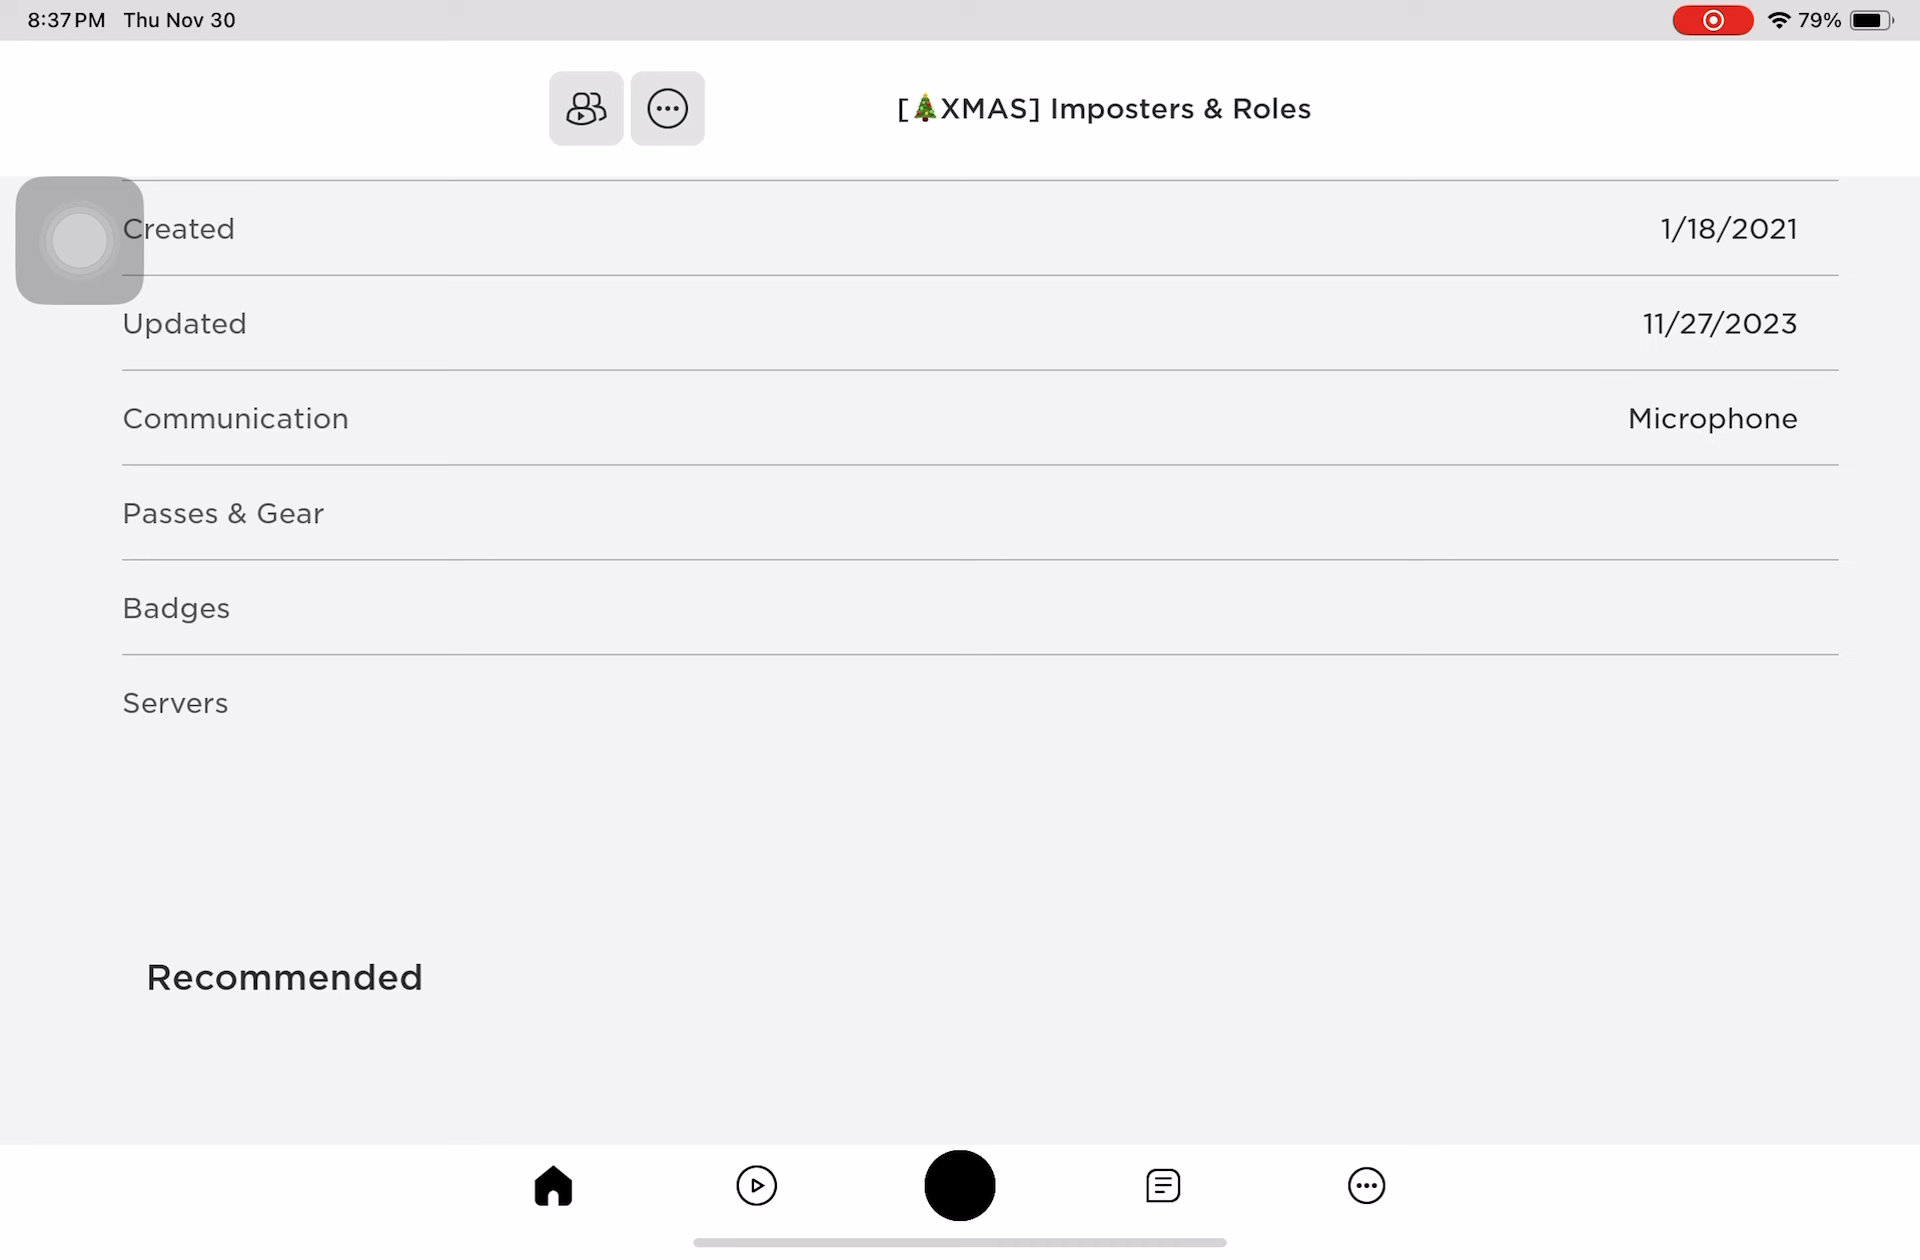 8:37 PM Thu Nov 30
79%
[🎄XMAS] Imposters & Roles
Created 1/18/2021
Updated 11/27/2023
Communication Microphone
Passes & Gear
Badges
Servers
Recommended